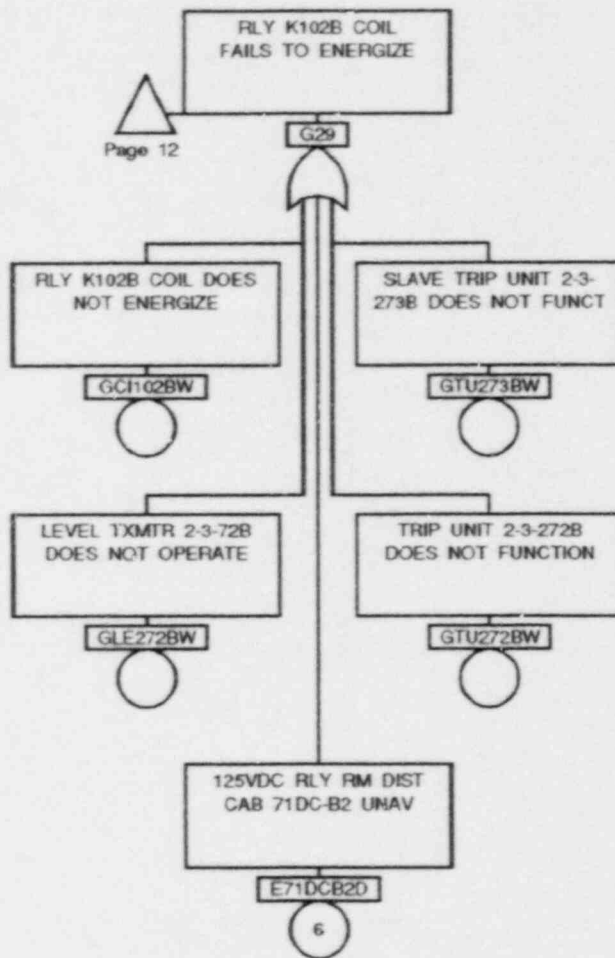 RLY K102B COIL
FAILS TO ENERGIZE
Page 12
G29
RLY K102B COIL DOES
NOT ENERGIZE
GCI102BW
SLAVE TRIP UNIT 2-3-
273B DOES NOT FUNCT
GTU273BW
LEVEL TXMTR 2-3-72B
DOES NOT OPERATE
GLE272BW
TRIP UNIT 2-3-272B
DOES NOT FUNCTION
GTU272BW
125VDC RLY RM DIST
CAB 71DC-B2 UNAV
E71DCB2D
6